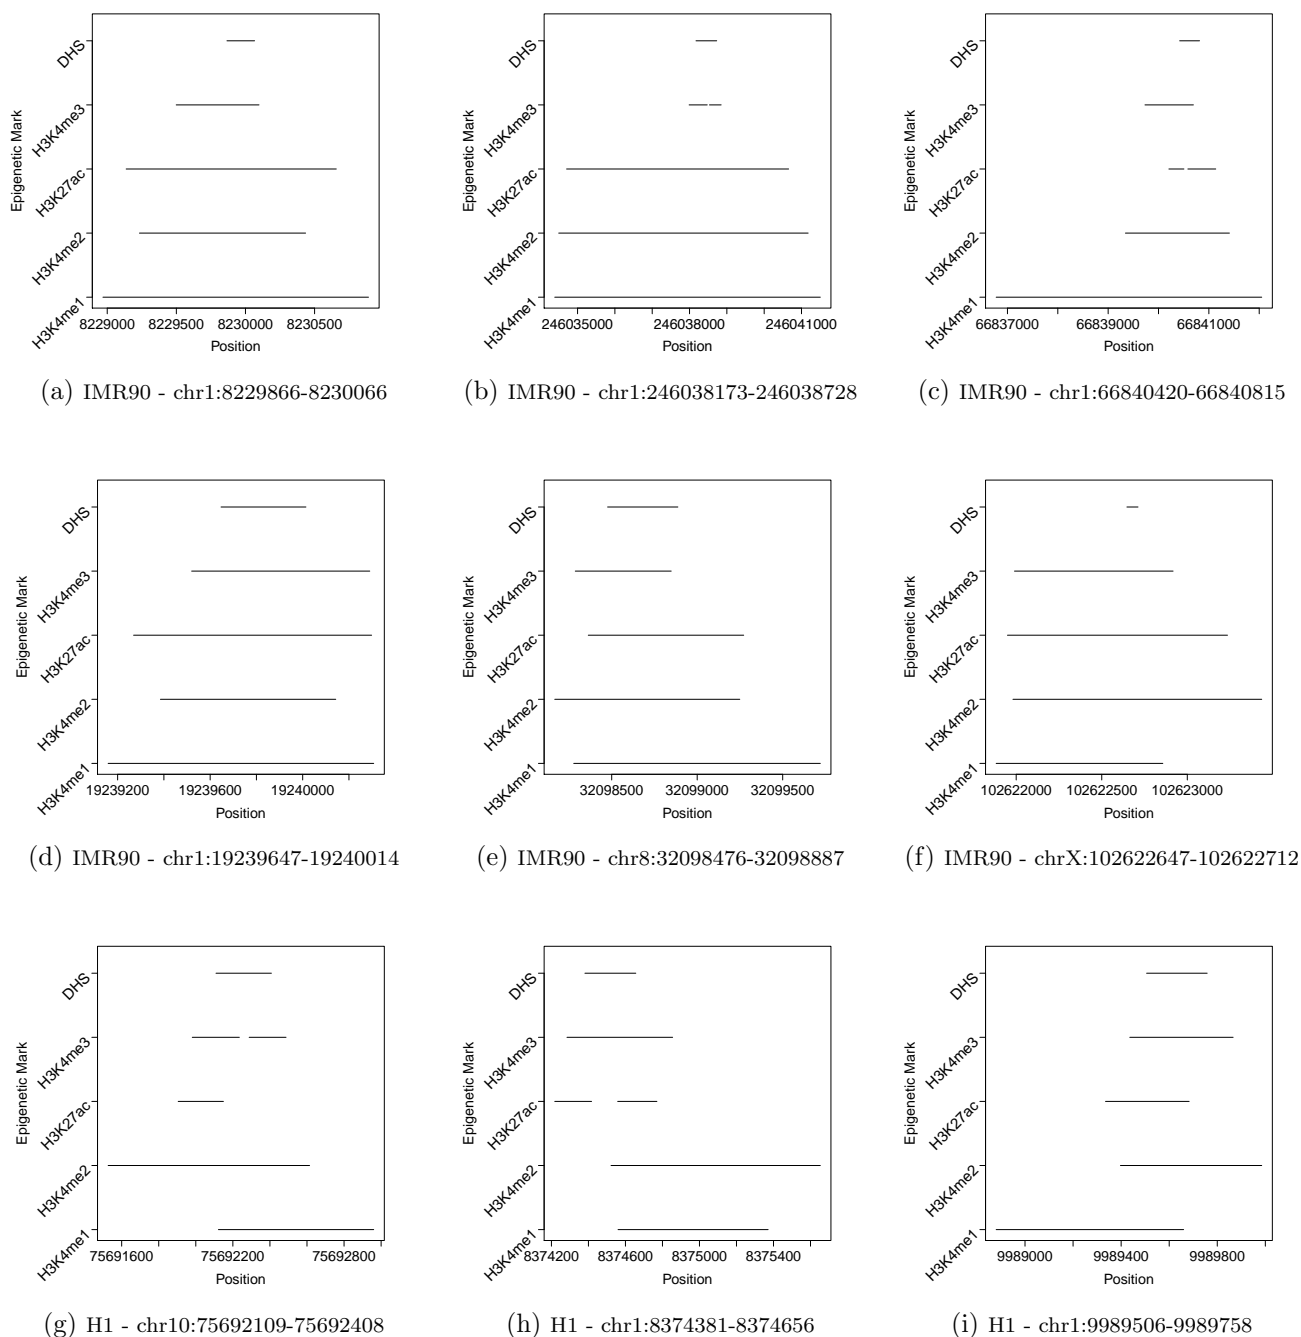 DHS
H3K4me3
H3K27ac
H3K4me2
H3K4me1
Epigenetic Mark
8229000 8229500 8230000 8230500
Position
(a) IMR90 - chr1:8229866-8230066
DHS
H3K4me3
H3K27ac
H3K4me2
H3K4me1
Epigenetic Mark
246035000 246038000 246041000
Position
(b) IMR90 - chr1:246038173-246038728
DHS
H3K4me3
H3K27ac
H3K4me2
H3K4me1
Epigenetic Mark
66837000 66839000 66841000
Position
(c) IMR90 - chr1:66840420-66840815
DHS
H3K4me3
H3K27ac
H3K4me2
H3K4me1
Epigenetic Mark
19239200 19239600 19240000
Position
(d) IMR90 - chr1:19239647-19240014
DHS
H3K4me3
H3K27ac
H3K4me2
H3K4me1
Epigenetic Mark
32098500 32099000 32099500
Position
(e) IMR90 - chr8:32098476-32098887
DHS
H3K4me3
H3K27ac
H3K4me2
H3K4me1
Epigenetic Mark
102622000 102622500 102623000
Position
(f) IMR90 - chrX:102622647-102622712
DHS
H3K4me3
H3K27ac
H3K4me2
H3K4me1
Epigenetic Mark
75691600 75692200 75692800
Position
(g) H1 - chr10:75692109-75692408
DHS
H3K4me3
H3K27ac
H3K4me2
H3K4me1
Epigenetic Mark
8374200 8374600 8375000 8375400
Position
(h) H1 - chr1:8374381-8374656
DHS
H3K4me3
H3K27ac
H3K4me2
H3K4me1
Epigenetic Mark
9989000 9989400 9989800
Position
(i) H1 - chr1:9989506-9989758